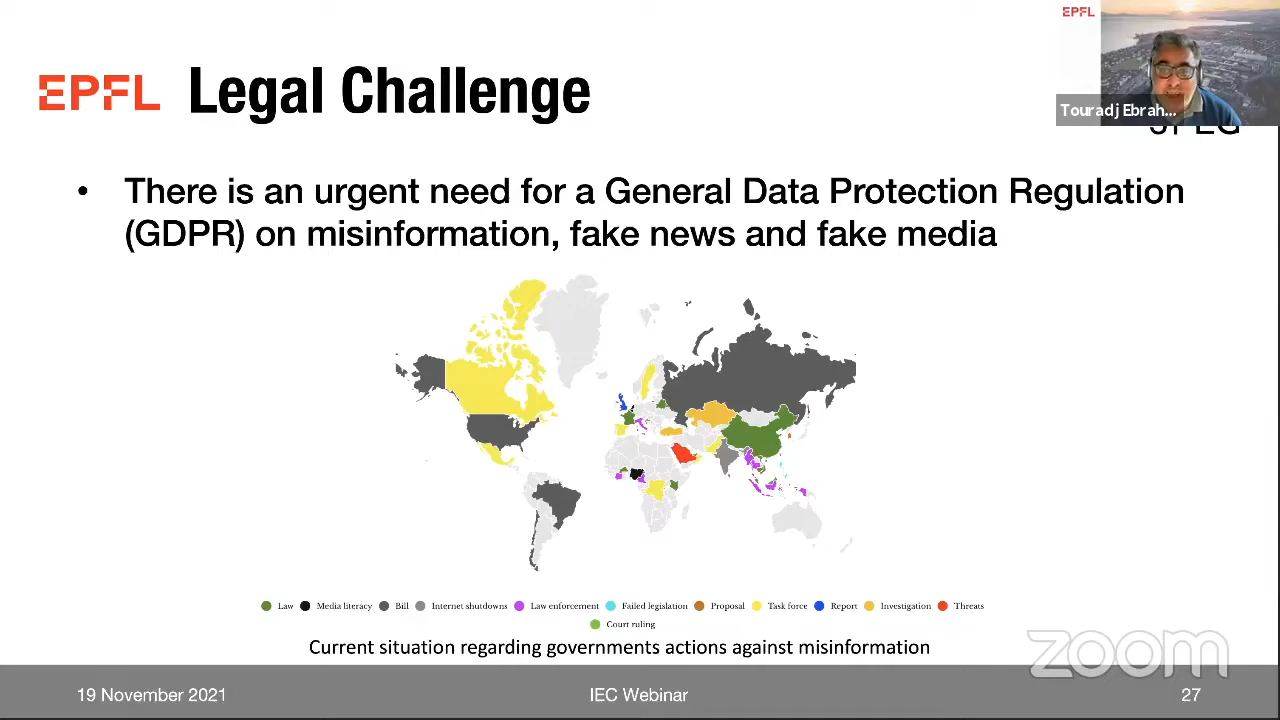 EPFL
EPFL Legal Challenge
Touradj Ebrah...
• There is an urgent need for a General Data Protection Regulation
(GDPR) on misinformation, fake news and fake media
Law Media literacy Bill Internet shutdowns Law enforcement Failed legislation Proposal Task force Report Investigation Threats
Court ruling
Current situation regarding governments actions against misinformation
zoom
19 November 2021 IEC Webinar 27